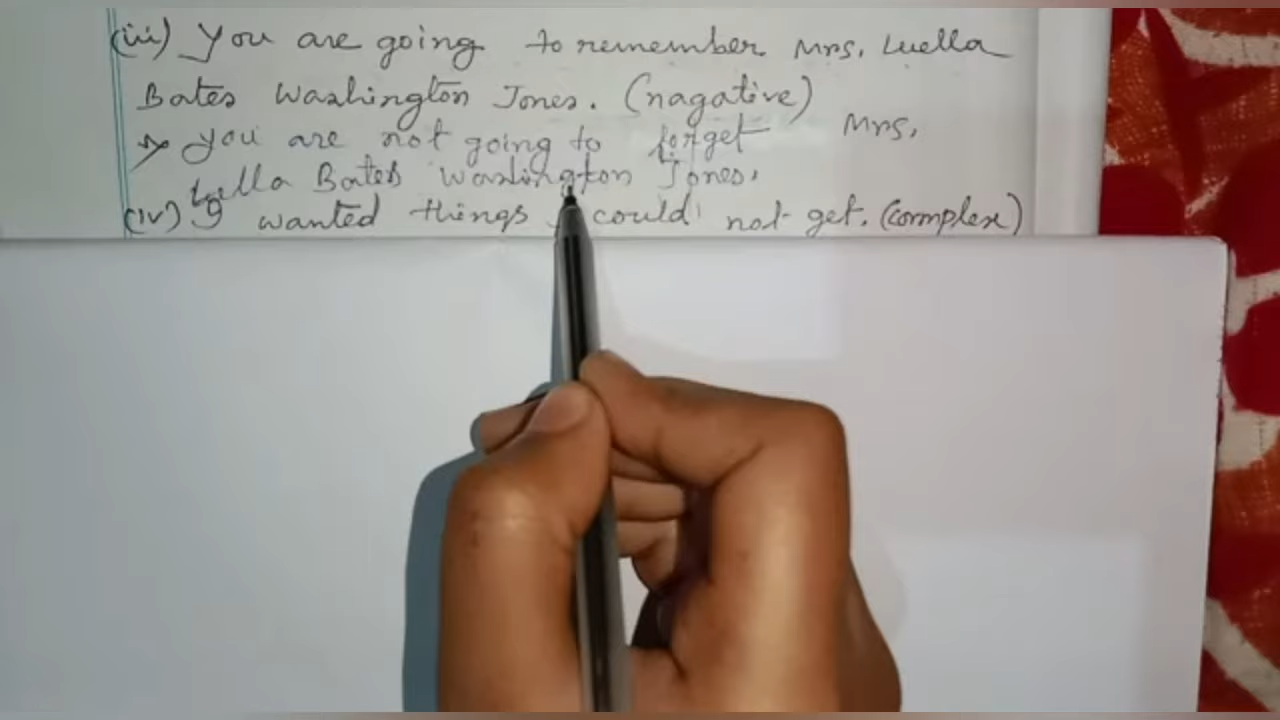 (iii) You are going to remember Mrs. Luella
Bates Washington Jones. (nagative)
You are not going to forget Mrs.
Luella Bates Washington Jones.
(iv) I wanted things I could not get. (complex)